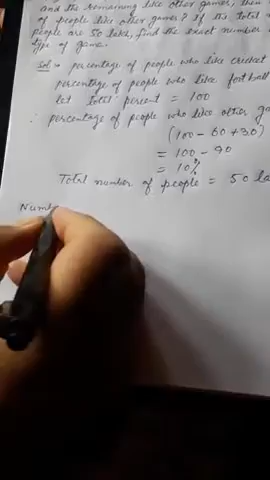 and the remaining like other games, then
of people like other games? If the total
people are 50 lakh, find the exact number
type of game.
Sol :→ percentage of people who like cricket
percentage of people who like football
let Total percent = 100
∴ percentage of people who like other ga
(100 - 60 + 30)
= 100 - 90
= 10%
Total number of people = 50 la
Numbe